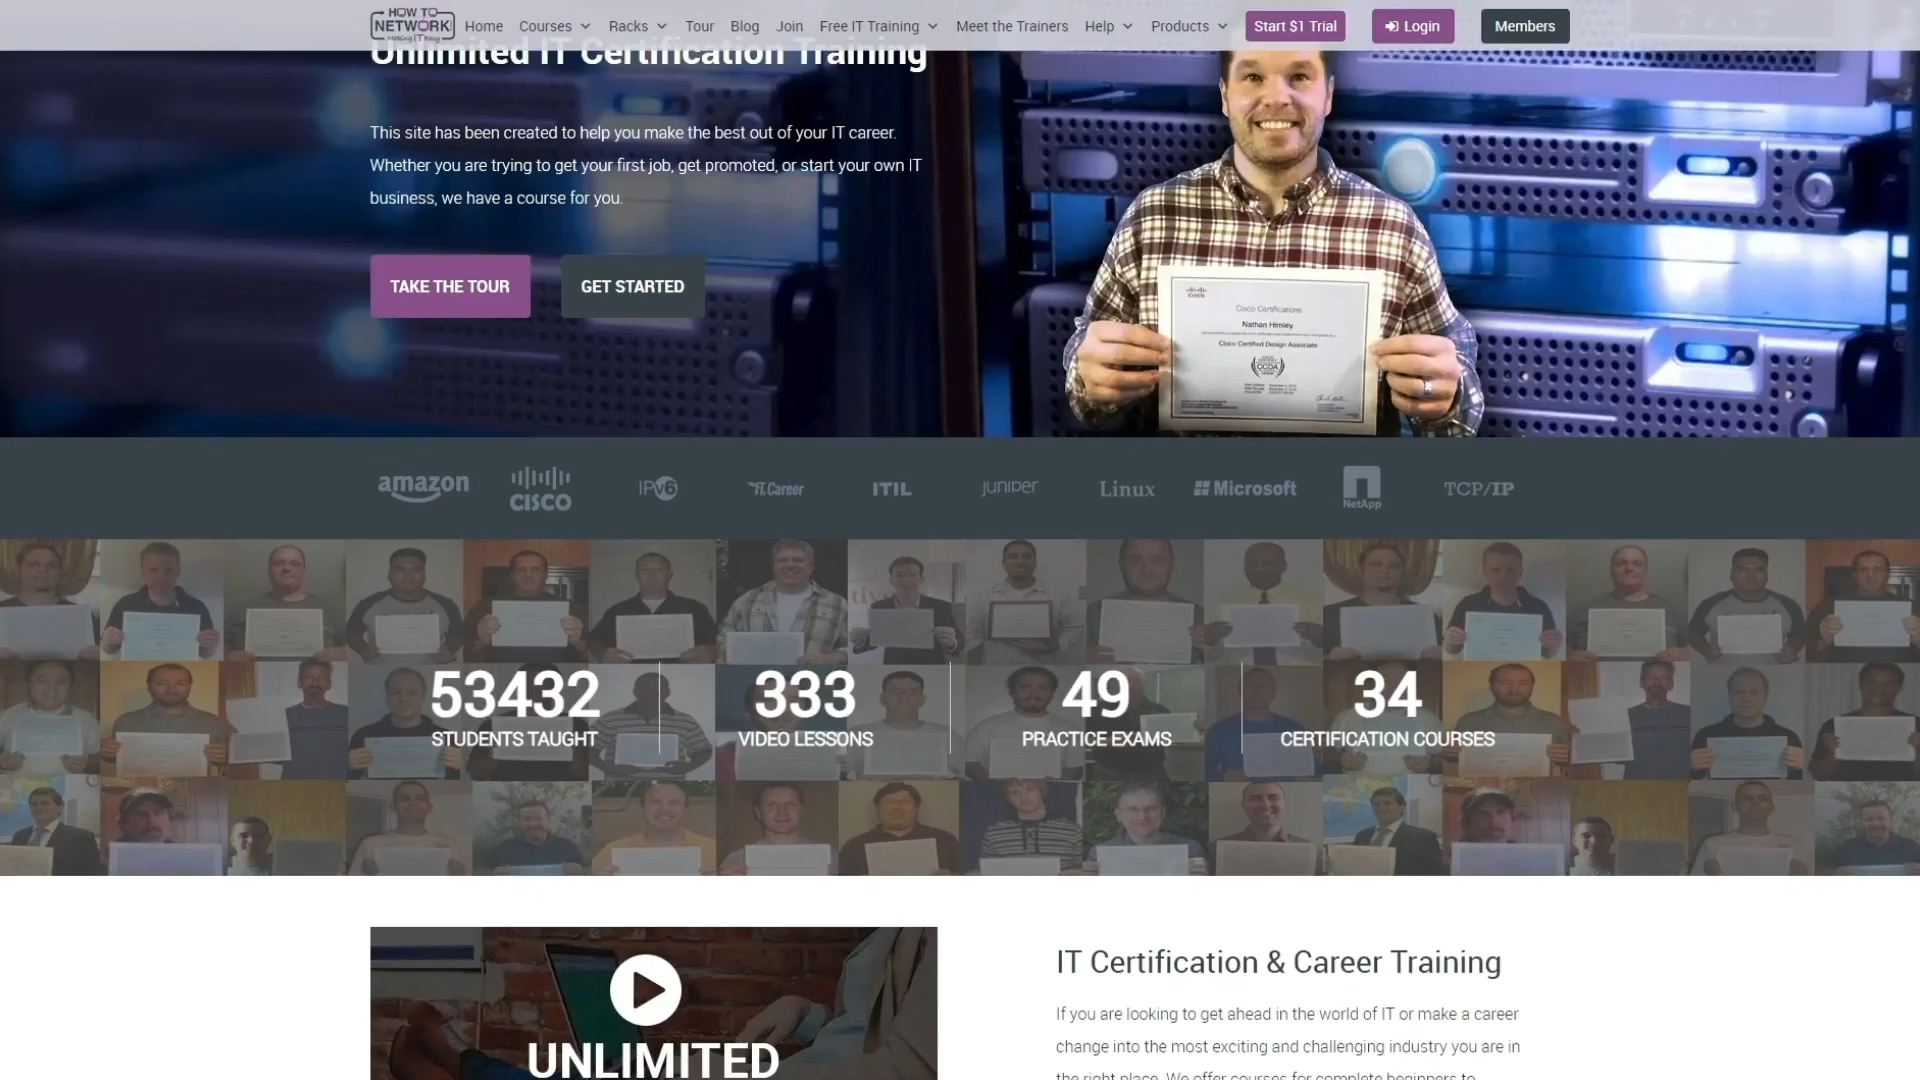 HOW TO
NETWORK
Making IT Easy
Home
Courses
Racks
Tour
Blog
Join
Free IT Training
Meet the Trainers
Help
Products
Start $1 Trial
Login
Members
Unlimited IT Certification Training
This site has been created to help you make the best out of your IT career.
Whether you are trying to get your first job, get promoted, or start your own IT
business, we have a course for you.
TAKE THE TOUR
GET STARTED
Cisco Certifications
Nathan Himley
Cisco Certified Design Associate
CCDA
amazon
CISCO
IPv6
I.T. Career
ITIL
JUNIPER
Linux
Microsoft
NetApp
TCP/IP
53432
STUDENTS TAUGHT
333
VIDEO LESSONS
49
PRACTICE EXAMS
34
CERTIFICATION COURSES
UNLIMITED
IT Certification & Career Training
If you are looking to get ahead in the world of IT or make a career
change into the most exciting and challenging industry you are in
the right place. We offer courses for complete beginners to